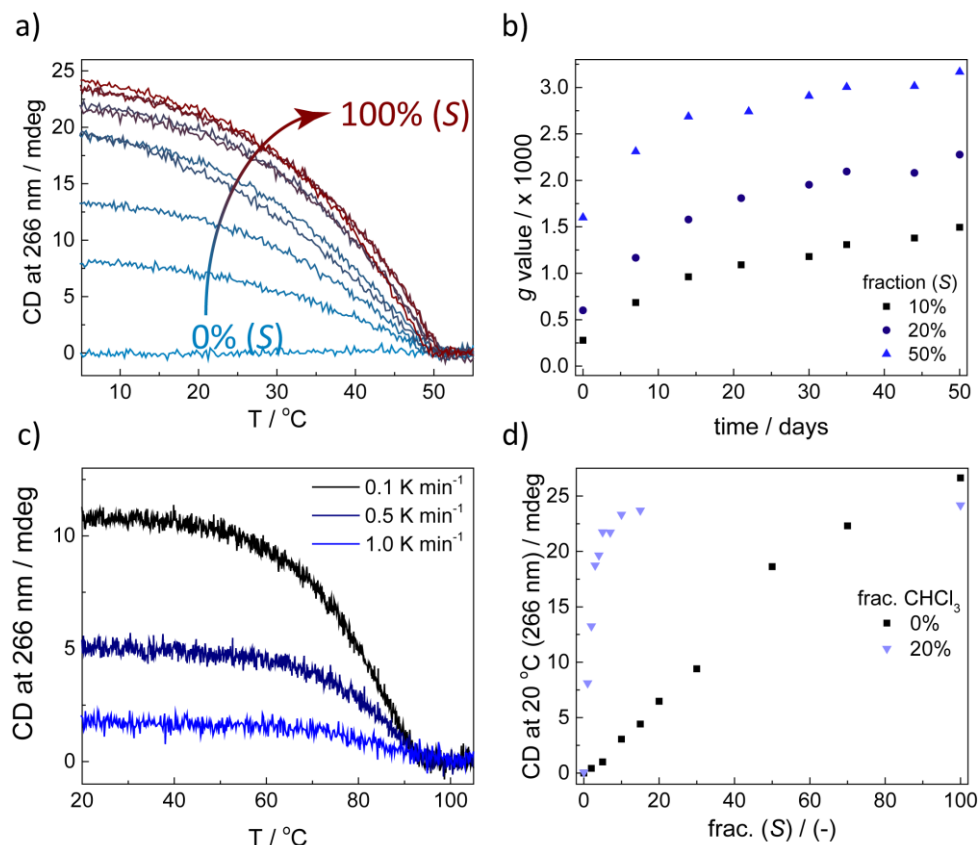 a)
25
20
15
10
5
0
CD at 266 nm / mdeg
100% (S)
0% (S)
10 20 30 40 50
T / °C
b)
3.0
2.5
2.0
1.5
1.0
0.5
0.0
g value / x 1000
fraction (S)
10%
20%
50%
0 10 20 30 40 50
time / days
c)
10
5
0
CD at 266 nm / mdeg
0.1 K min⁻¹
0.5 K min⁻¹
1.0 K min⁻¹
20 40 60 80 100
T / °C
d)
25
20
15
10
5
0
CD at 20 °C (266 nm) / mdeg
frac. CHCl₃
0%
20%
0 20 40 60 80 100
frac. (S) / (-)